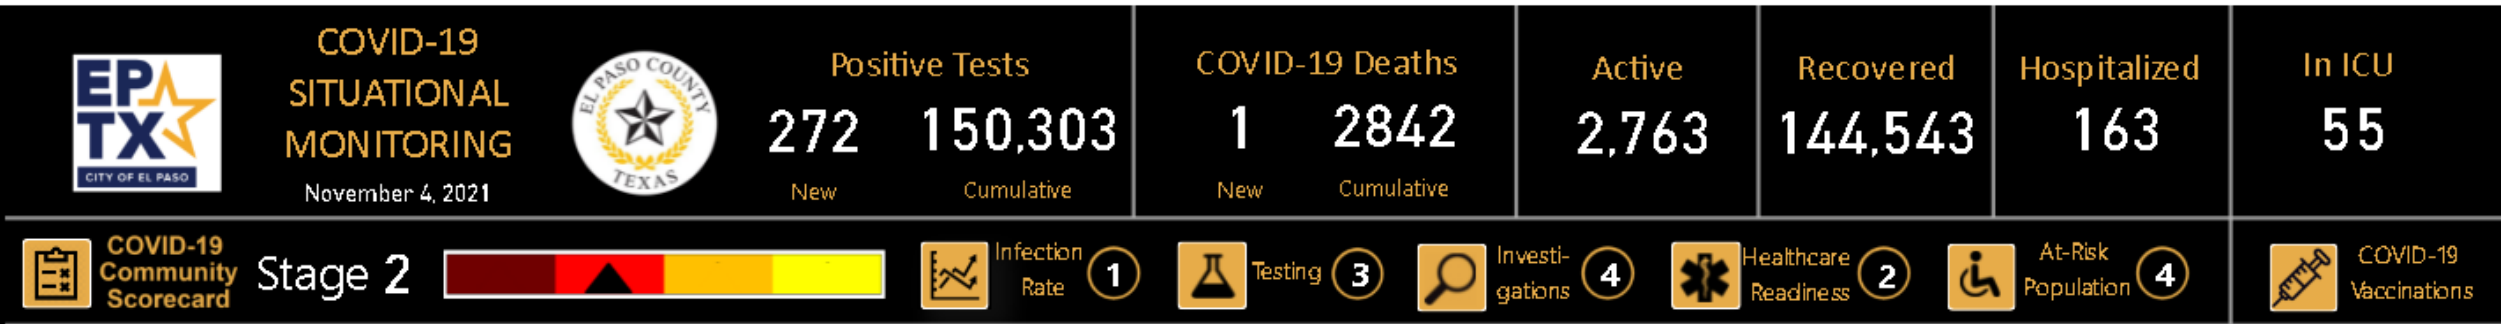 EP
TX
CITY OF EL PASO
COVID-19
SITUATIONAL
MONITORING
November 4, 2021
EL PASO COUNTY
TEXAS
Positive Tests
272 150,303
New Cumulative
COVID-19 Deaths
1 2842
New Cumulative
Active
2,763
Recovered
144,543
Hospitalized
163
In ICU
55
COVID-19
Community
Scorecard
Stage 2
Infection
Rate
1
Testing
3
Investi-
gations
4
Healthcare
Readiness
2
At-Risk
Population
4
COVID-19
Vaccinations